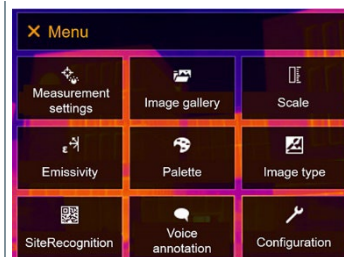 × Menu
Measurement
settings
Image gallery
Scale
ε
Emissivity
Palette
Image type
SiteRecognition
Voice
annotation
Configuration